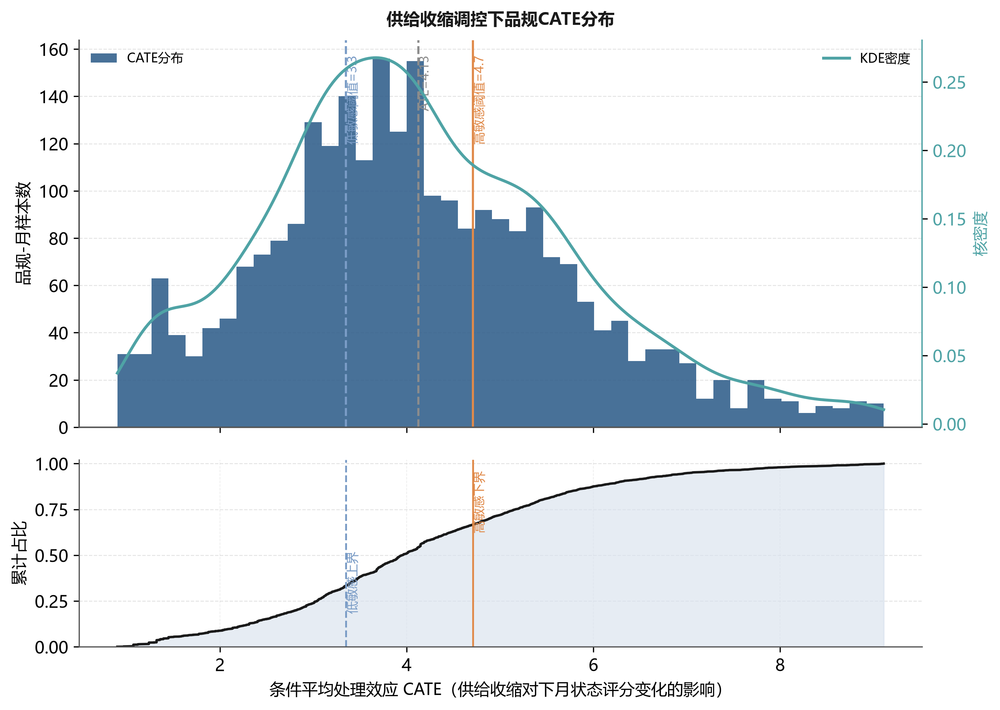 供给收缩调控下品规CATE分布
CATE分布
KDE密度
低敏感阈值=3.3
ATE=4.13
高敏感阈值=4.7
品规-月样本数
160
140
120
100
80
60
40
20
0
核密度
0.25
0.20
0.15
0.10
0.05
0.00
累计占比
1.00
0.75
0.50
0.25
0.00
低敏感上界
高敏感下界
2
4
6
8
条件平均处理效应 CATE（供给收缩对下月状态评分变化的影响）